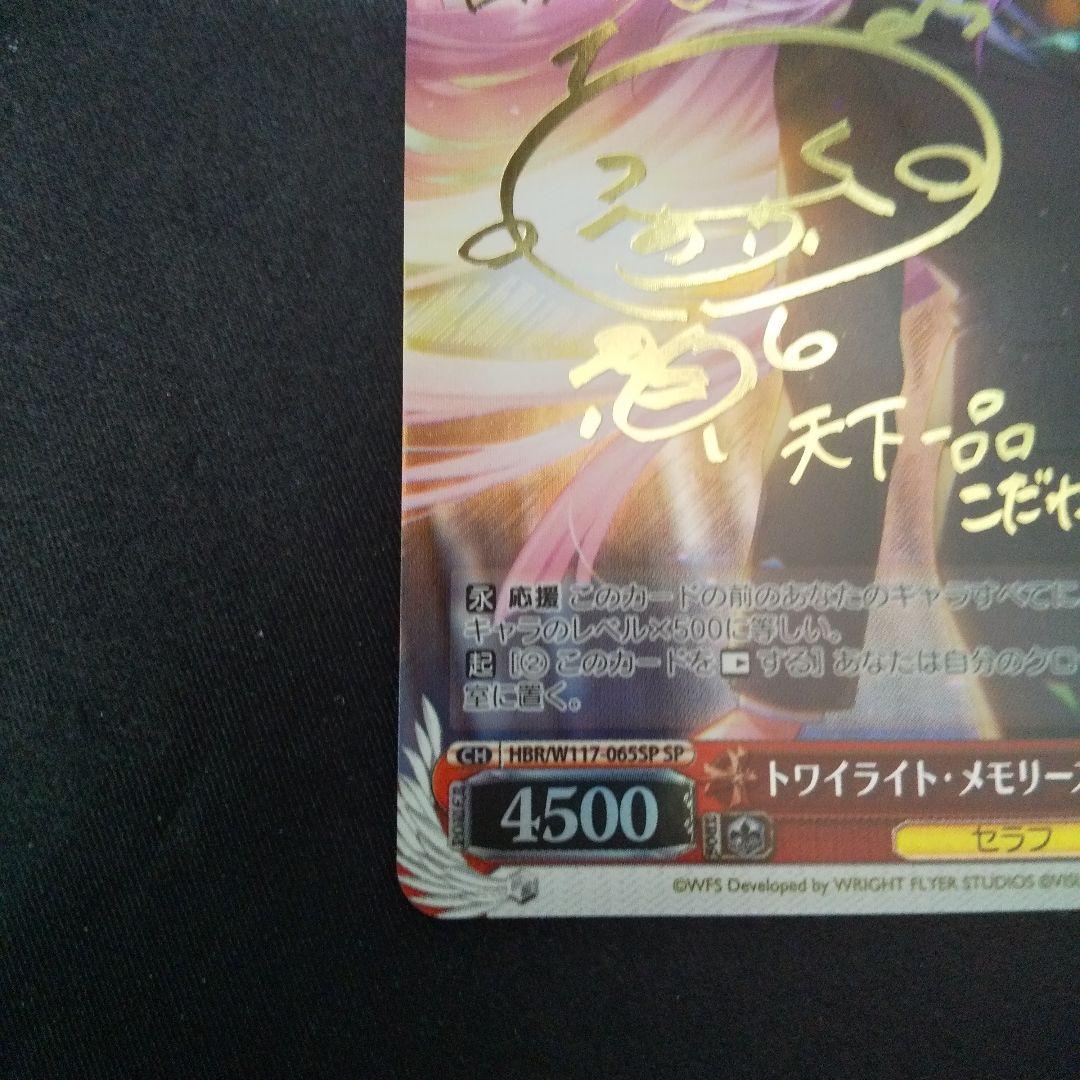 6
天下一品
こだわ
永 応援 このカードの前のあなたのキャラすべてに
キャラのレベル×500に等しい。
起 [② このカードを する] あなたは自分のクロ
室に置く。
CH HBR/W117-065SP SP
トワイライト・メモリーズ
4500
セラフ
©WFS Developed by WRIGHT FLYER STUDIOS ©VISU